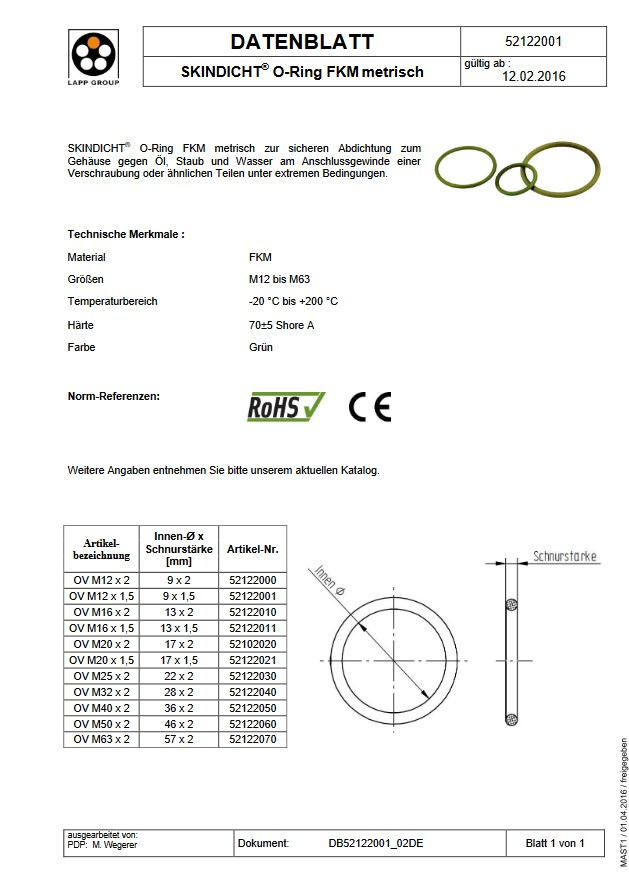 LAPP GROUP
DATENBLATT
52122001
SKINDICHT® O-Ring FKM metrisch
gültig ab :
12.02.2016
SKINDICHT® O-Ring FKM metrisch zur sicheren Abdichtung zum
Gehäuse gegen Öl, Staub und Wasser am Anschlussgewinde einer
Verschraubung oder ähnlichen Teilen unter extremen Bedingungen.
Technische Merkmale :
Material FKM
Größen M12 bis M63
Temperaturbereich -20 °C bis +200 °C
Härte 70±5 Shore A
Farbe Grün
Norm-Referenzen:
RoHS CE
Weitere Angaben entnehmen Sie bitte unserem aktuellen Katalog.
Artikel-
bezeichnung
Innen-Ø x
Schnurstärke
[mm]
Artikel-Nr.
OV M12 x 2 9 x 2 52122000
OV M12 x 1,5 9 x 1,5 52122001
OV M16 x 2 13 x 2 52122010
OV M16 x 1,5 13 x 1,5 52122011
OV M20 x 2 17 x 2 52102020
OV M20 x 1,5 17 x 1,5 52122021
OV M25 x 2 22 x 2 52122030
OV M32 x 2 28 x 2 52122040
OV M40 x 2 36 x 2 52122050
OV M50 x 2 46 x 2 52122060
OV M63 x 2 57 x 2 52122070
Innen Ø
Schnurstärke
ausgearbeitet von:
PDP: M. Wegerer
Dokument: DB52122001_02DE
Blatt 1 von 1
MAST1 / 01.04.2016 / freigegeben